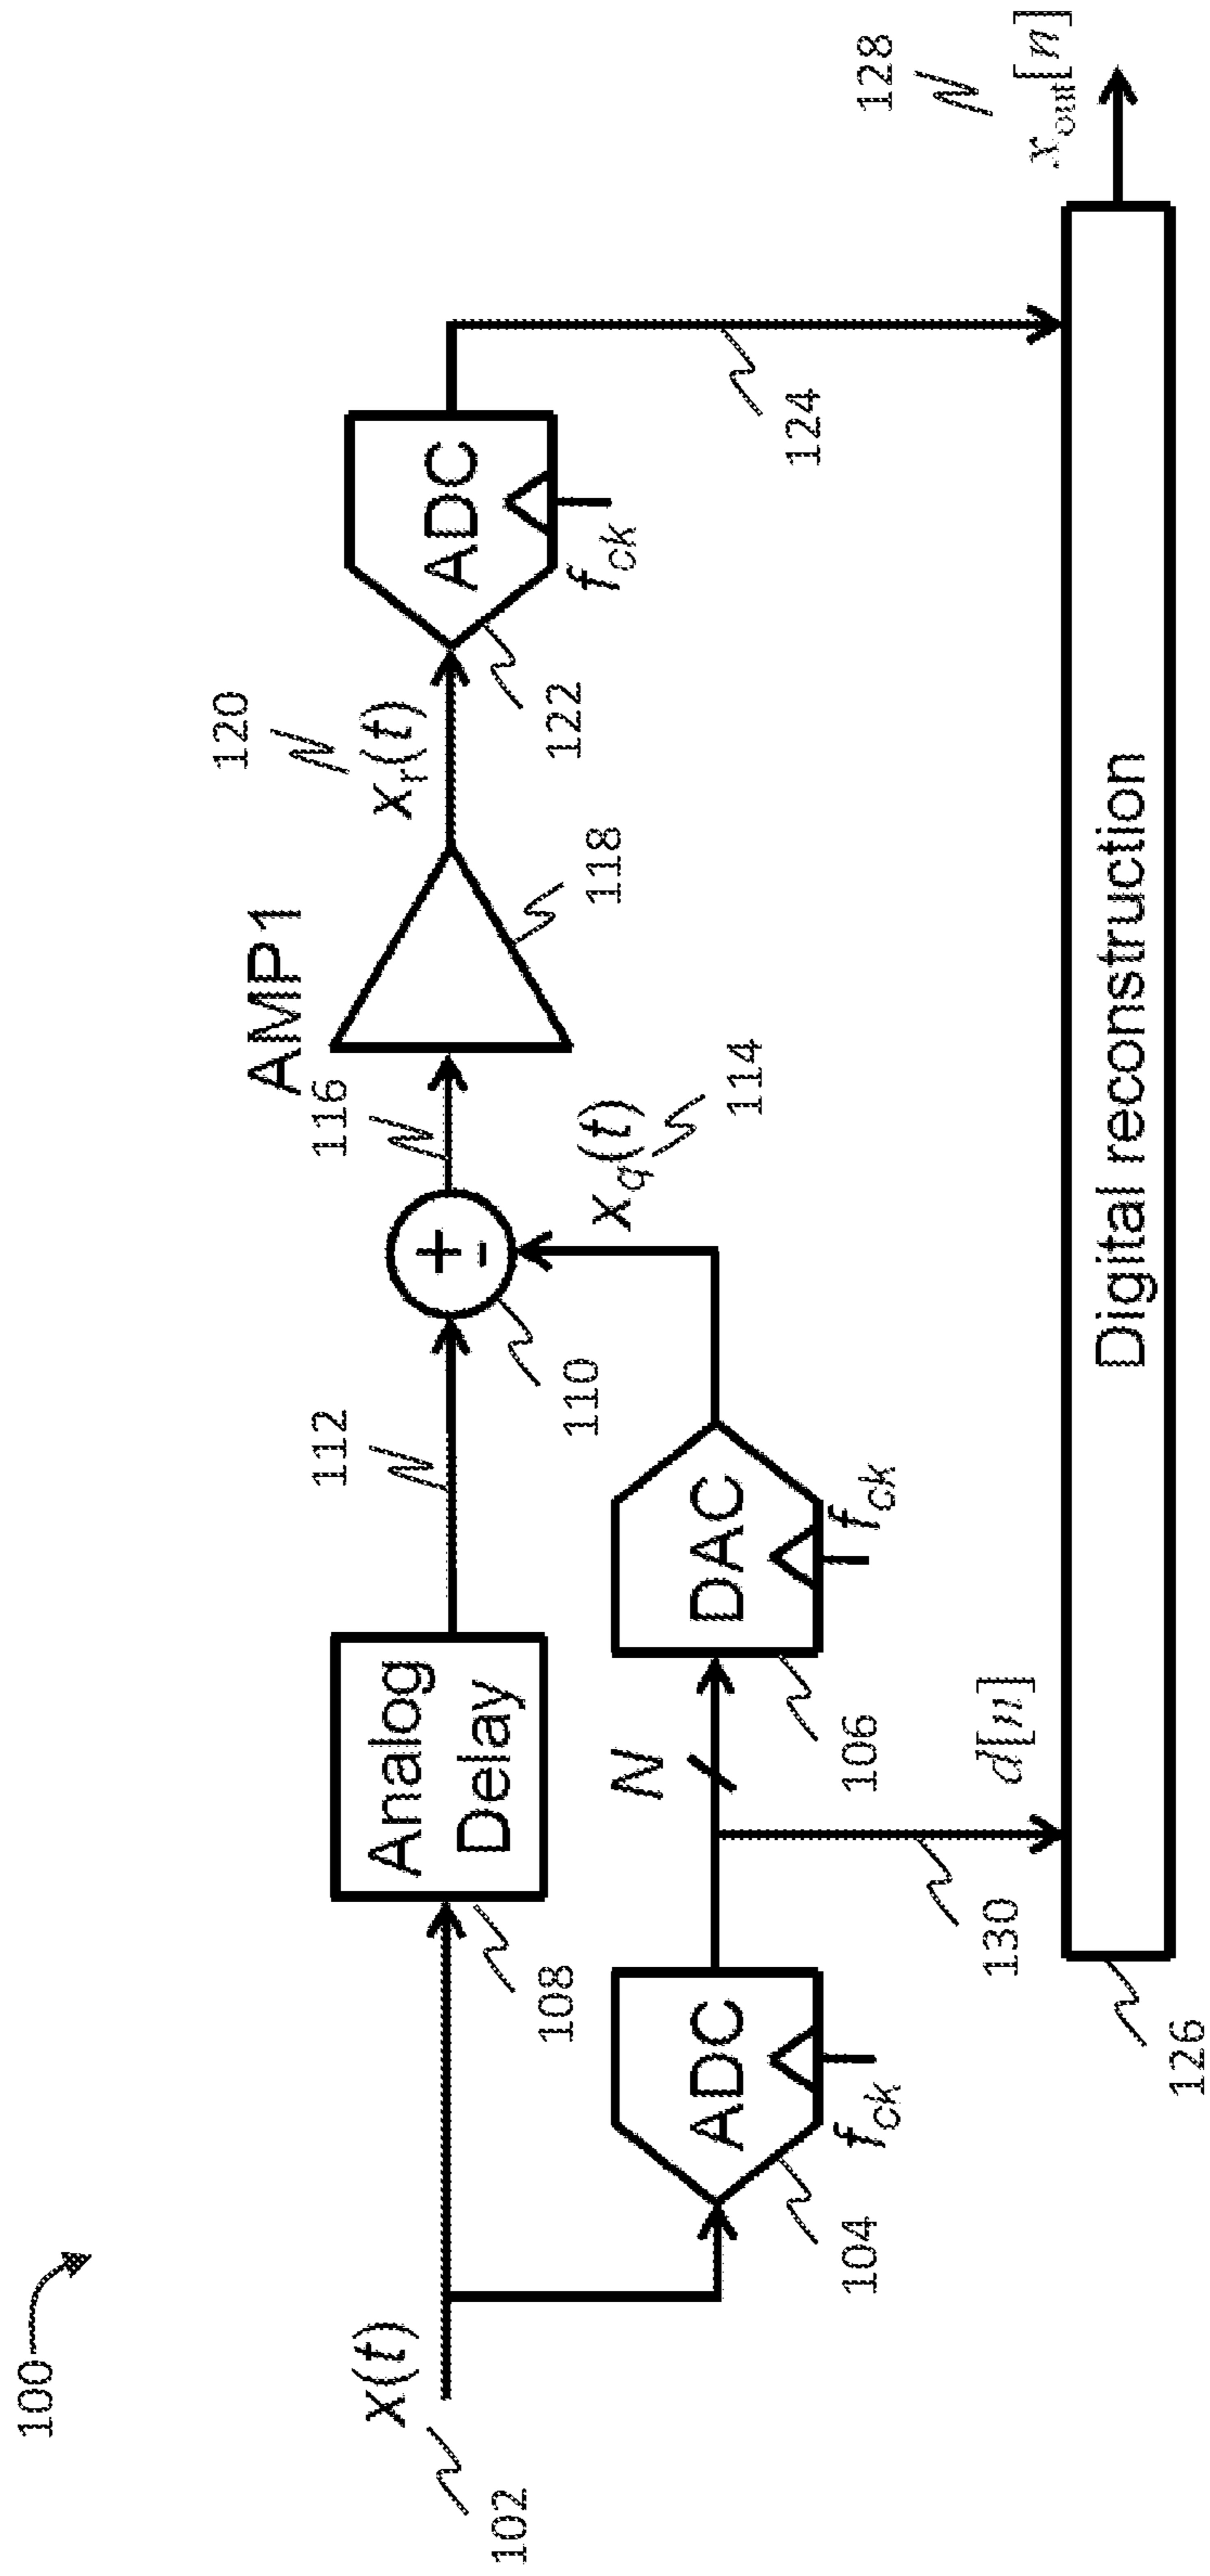 100
x(t)
102
Analog
Delay
108
112
110
116
AMP1
118
120
x_r(t)
ADC
f_ck
122
124
ADC
f_ck
104
N
DAC
f_ck
106
x_q(t)
114
130
d[n]
Digital reconstruction
126
128
x_out[n]